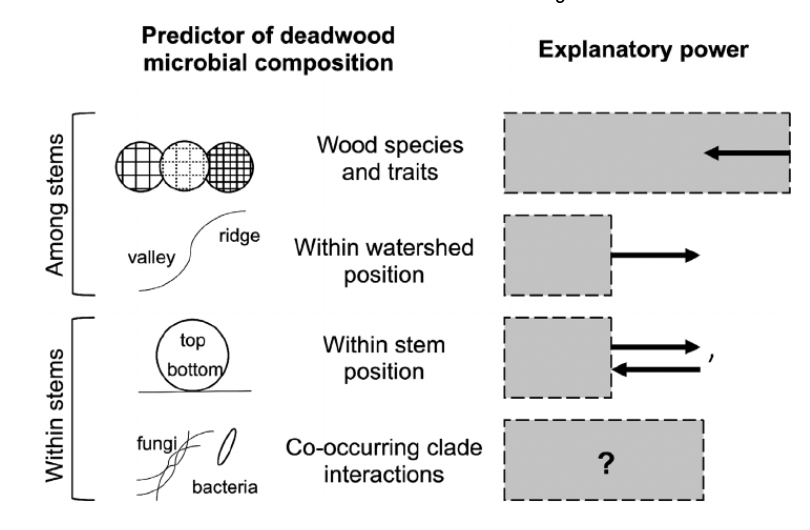 Predictor of deadwood
microbial composition
Explanatory power
Among stems
Wood species
and traits
valley
ridge
Within watershed
position
Within stems
top
bottom
Within stem
position
,
fungi
bacteria
Co-occurring clade
interactions
?